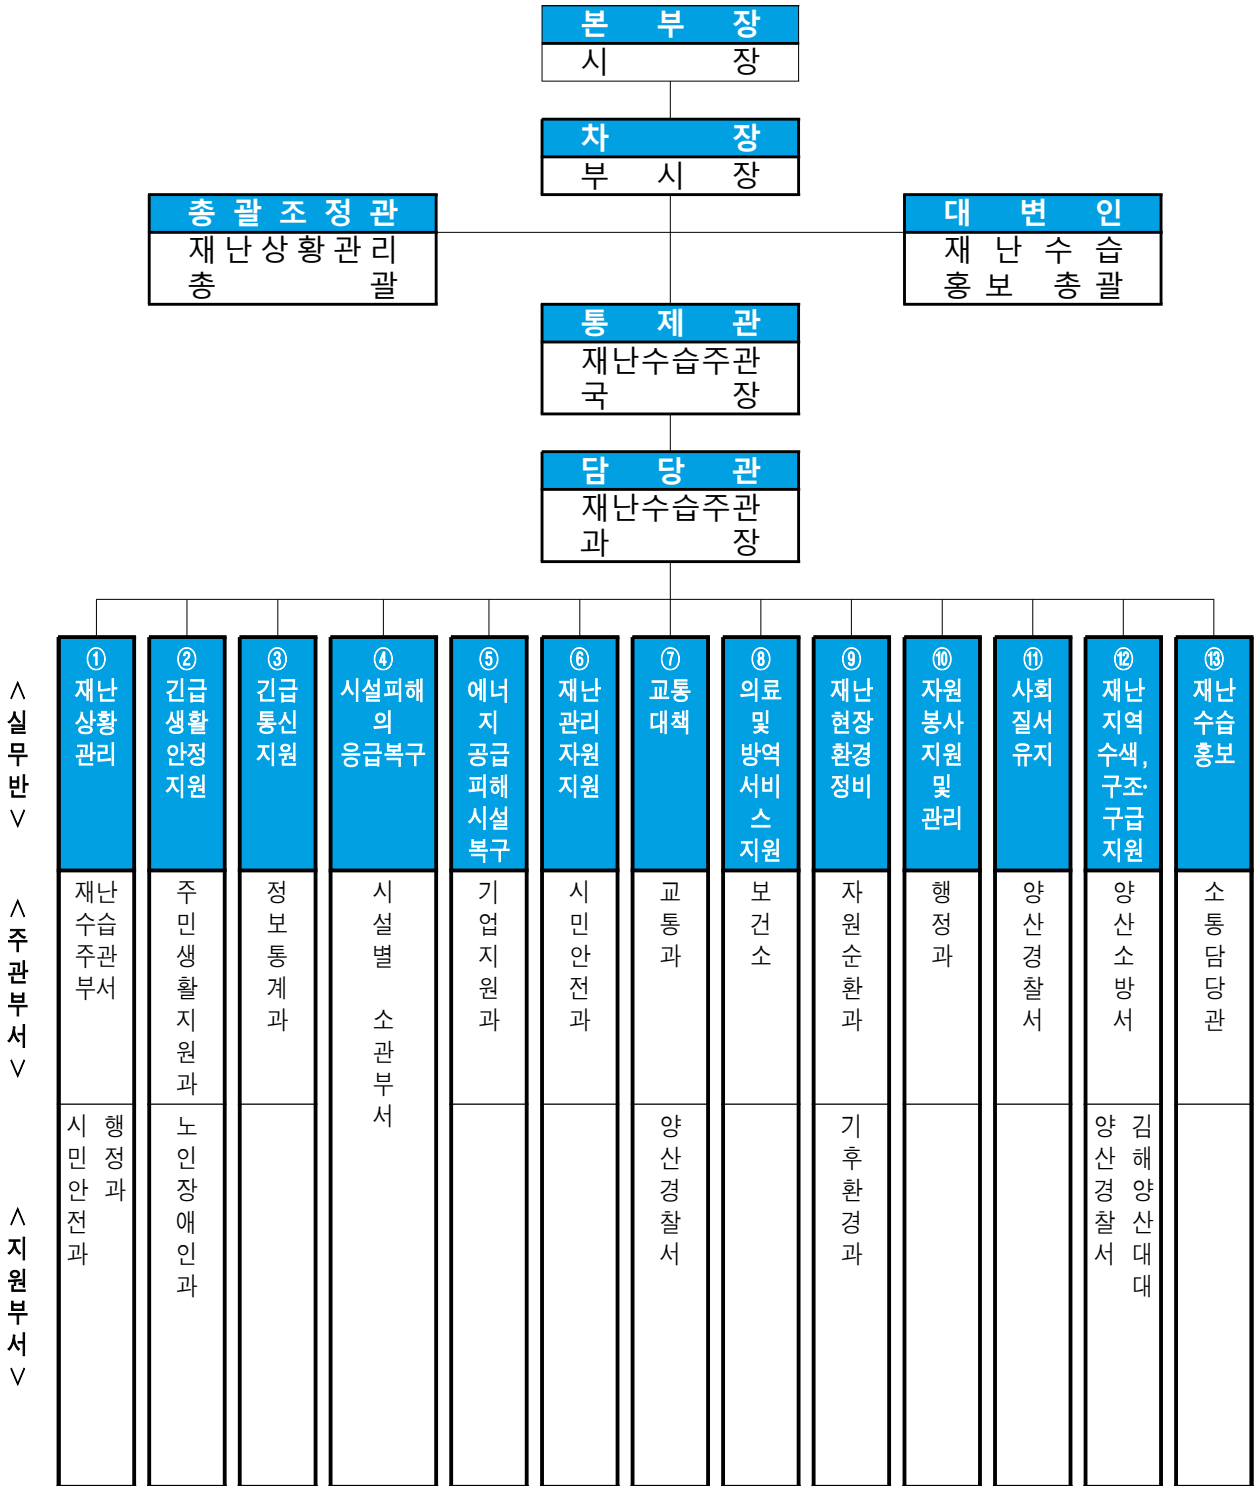 본 부 장
시 장
차 장
부 시 장
총괄조정관
재난상황관리
총 괄
대 변 인
재 난 수 습
홍보 총괄
통 제 관
재난수습주관
국 장
담 당 관
재난수습주관
과 장
<실무반>
①
재난
상황
관리
②
긴급
생활
안정
지원
③
긴급
통신
지원
④
시설피해
의
응급복구
⑤
에너
지
공급
피해
시설
복구
⑥
재난
관리
자원
지원
⑦
교통
대책
⑧
의료
및
방역
서비
스
지원
⑨
재난
현장
환경
정비
⑩
자원
봉사
지원
및
관리
⑪
사회
질서
유지
⑫
재난
지역
수색,
구조·
구급
지원
⑬
재난
수습
홍보
<주관부서>
재난
수습
주관
부서
주민생활지원과
정보통계과
시설별 소관부서
기업지원과
시민안전과
교통과
보건소
자원순환과
행정과
양산경찰서
양산소방서
소통담당관
<지원부서>
시민안전과
행정과
노인장애인과
양산경찰서
기후환경과
양산경찰서
김해양산대대